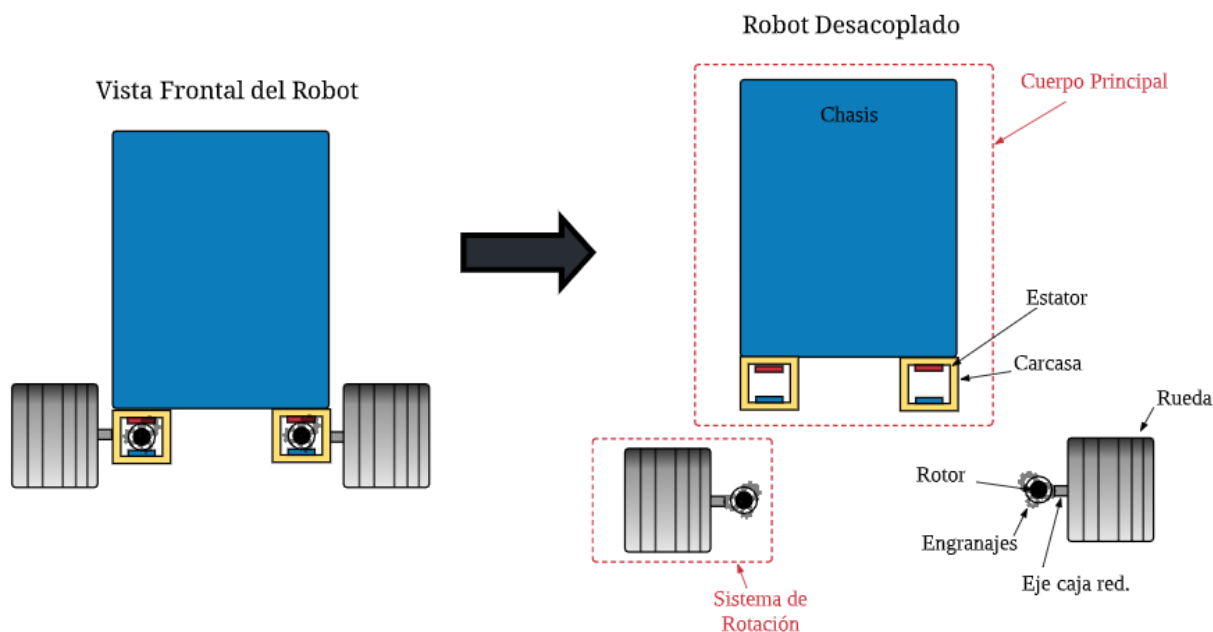 Robot Desacoplado
Vista Frontal del Robot
Cuerpo Principal
Chasis
Estator
Carcasa
Rueda
Rotor
Engranajes
Eje caja red.
Sistema de
Rotación